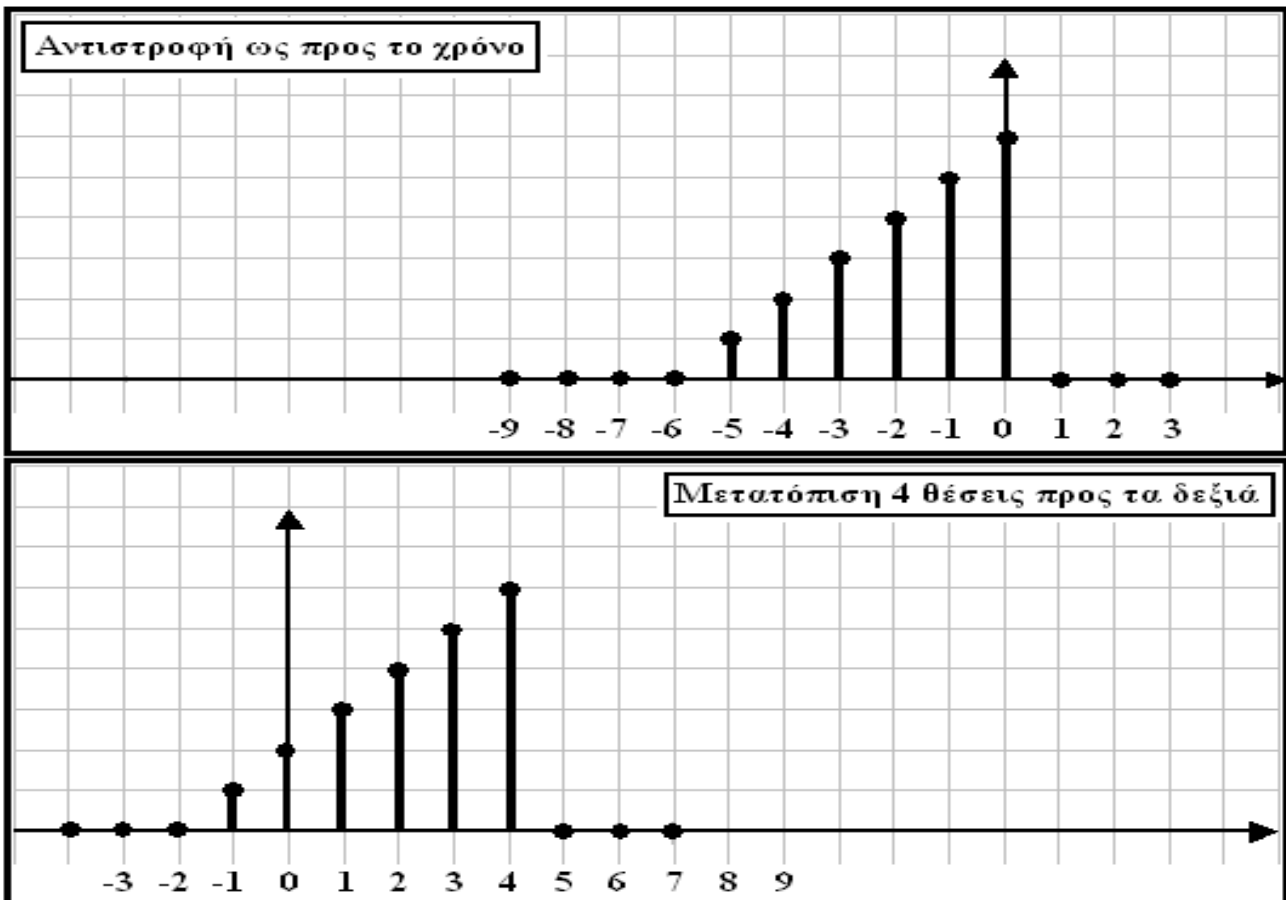 Αντιστροφή ως προς το χρόνο
-9 -8 -7 -6 -5 -4 -3 -2 -1 0 1 2 3
Μετατόπιση 4 θέσεις προς τα δεξιά
-3 -2 -1 0 1 2 3 4 5 6 7 8 9